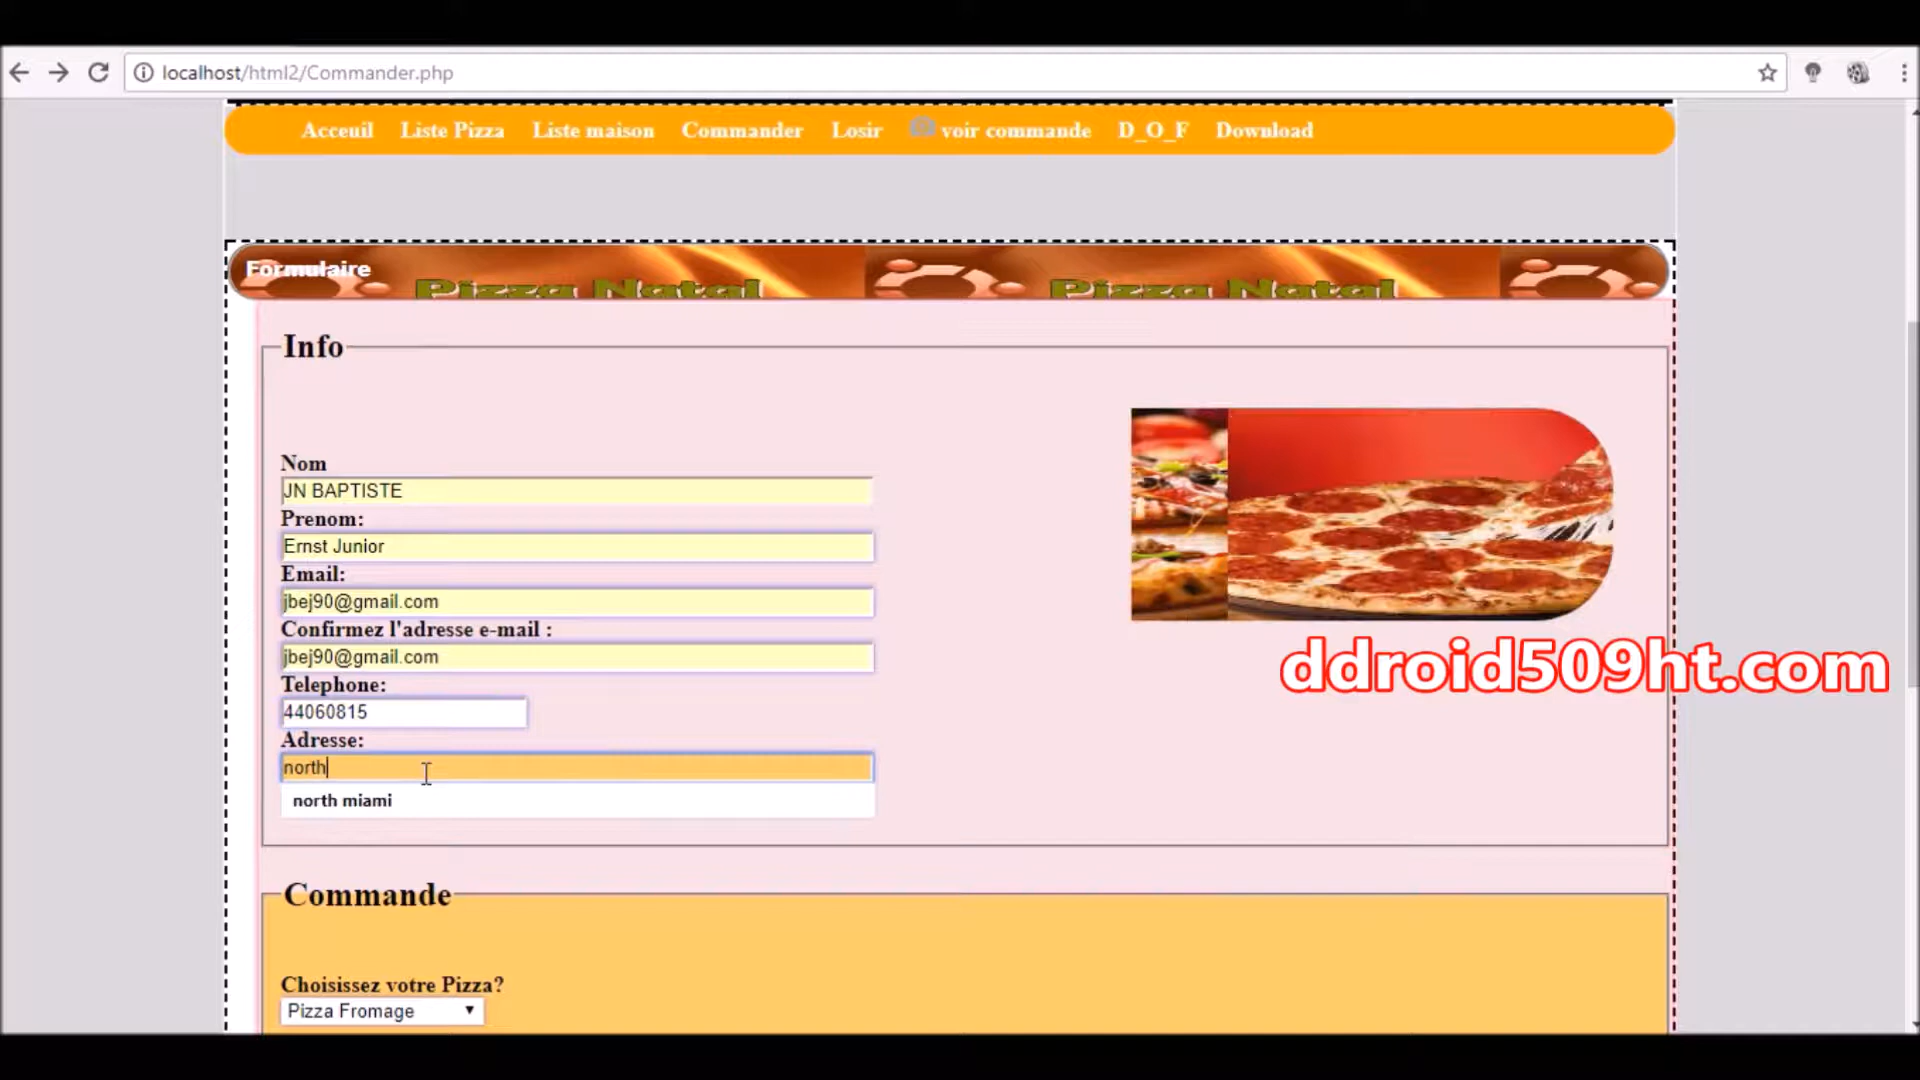 localhost/html2/Commander.php
Acceuil Liste Pizza Liste maison Commander Losir voir commande D_O_F Download
Formulaire
Pizza Natal Pizza Natal
Info
Nom
JN BAPTISTE
Prenom:
Ernst Junior
Email:
jbej90@gmail.com
Confirmez l'adresse e-mail :
jbej90@gmail.com
ddroid509ht.com
Telephone:
44060815
Adresse:
north
north miami
Commande
Choisissez votre Pizza?
Pizza Fromage